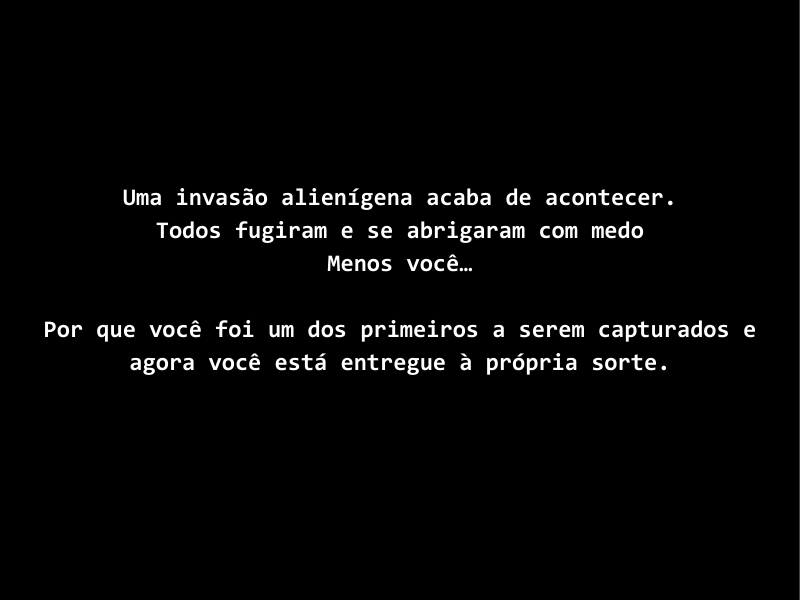 Uma invasão alienígena acaba de acontecer.
Todos fugiram e se abrigaram com medo
Menos você…
Por que você foi um dos primeiros a serem capturados e
agora você está entregue à própria sorte.